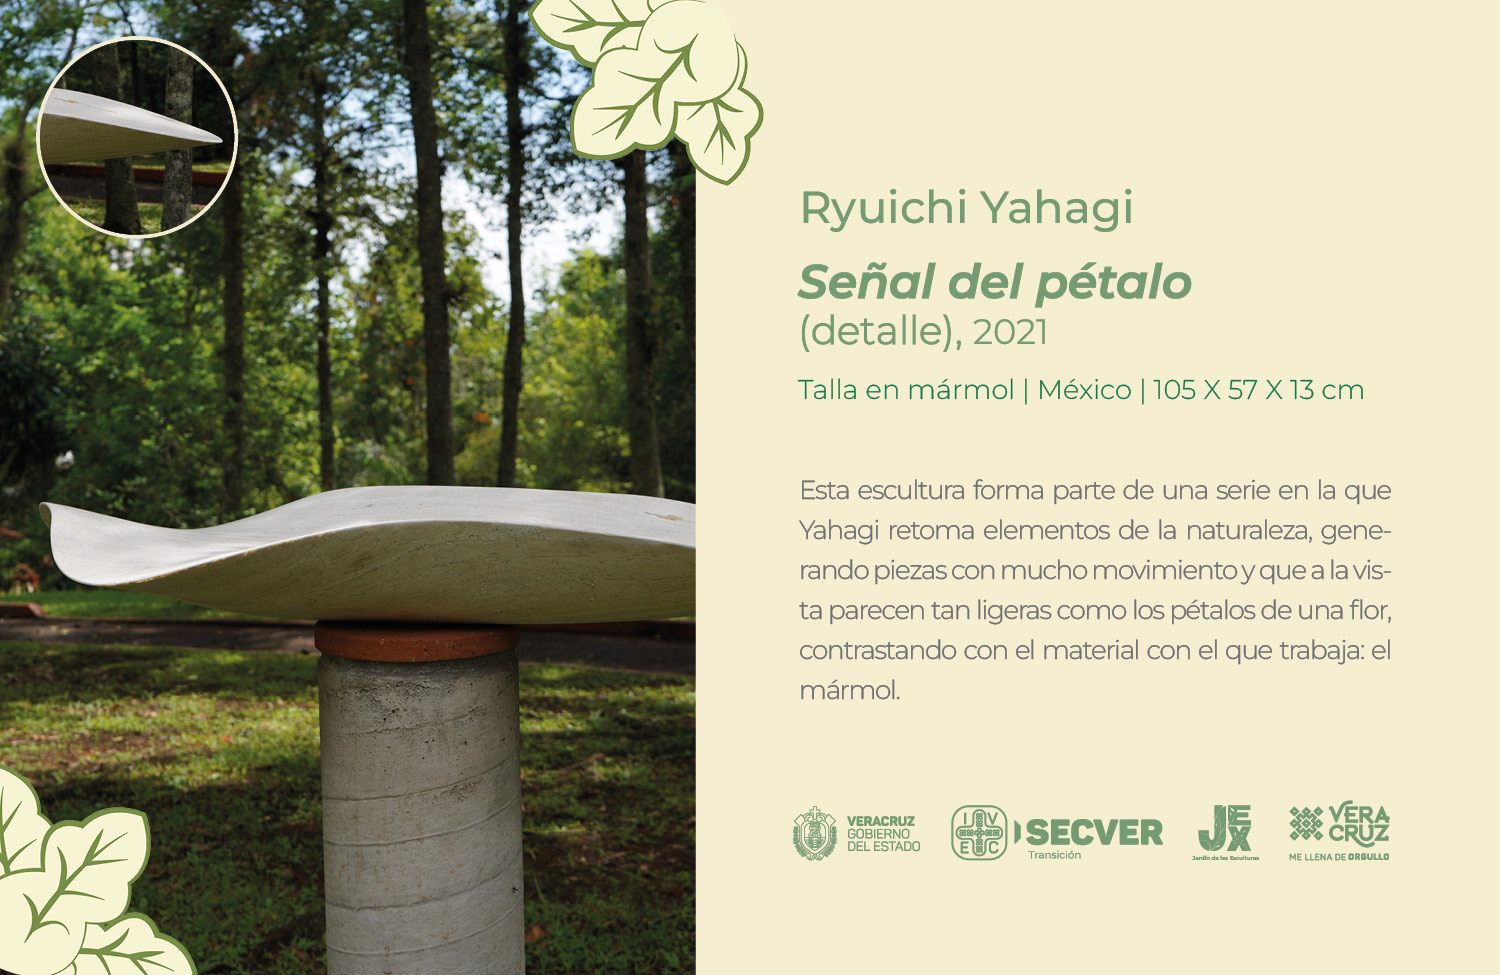 Ryuichi Yahagi
Señal del pétalo
(detalle), 2021
Talla en mármol | México | 105 X 57 X 13 cm
Esta escultura forma parte de una serie en la que
Yahagi retoma elementos de la naturaleza, gene-
rando piezas con mucho movimiento y que a la vis-
ta parecen tan ligeras como los pétalos de una flor,
contrastando con el material con el que trabaja: el
mármol.
VERACRUZ
GOBIERNO
DEL ESTADO
IV
EC
SECVER
Transición
JEX
Jardín de las Esculturas
VERA
CRUZ
ME LLENA DE ORGULLO